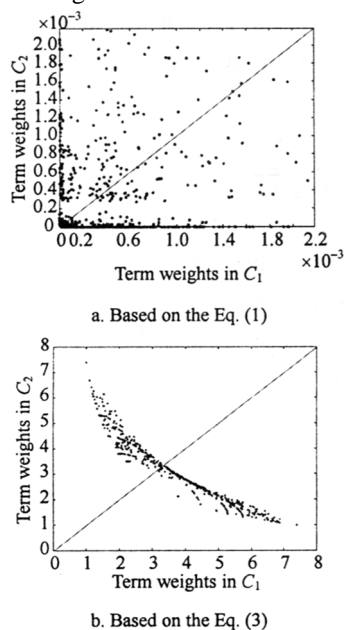 ×10⁻³
2.0
1.6
1.4
1.2
1.0
0.8
0.6
0.4
0.2
0
Term weights in C₂
0 0.2 0.6 1.0 1.4 1.8 2.2
×10⁻³
Term weights in C₁
a. Based on the Eq. (1)
8
7
6
5
4
3
2
1
0
Term weights in C₂
0 1 2 3 4 5 6 7 8
Term weights in C₁
b. Based on the Eq. (3)